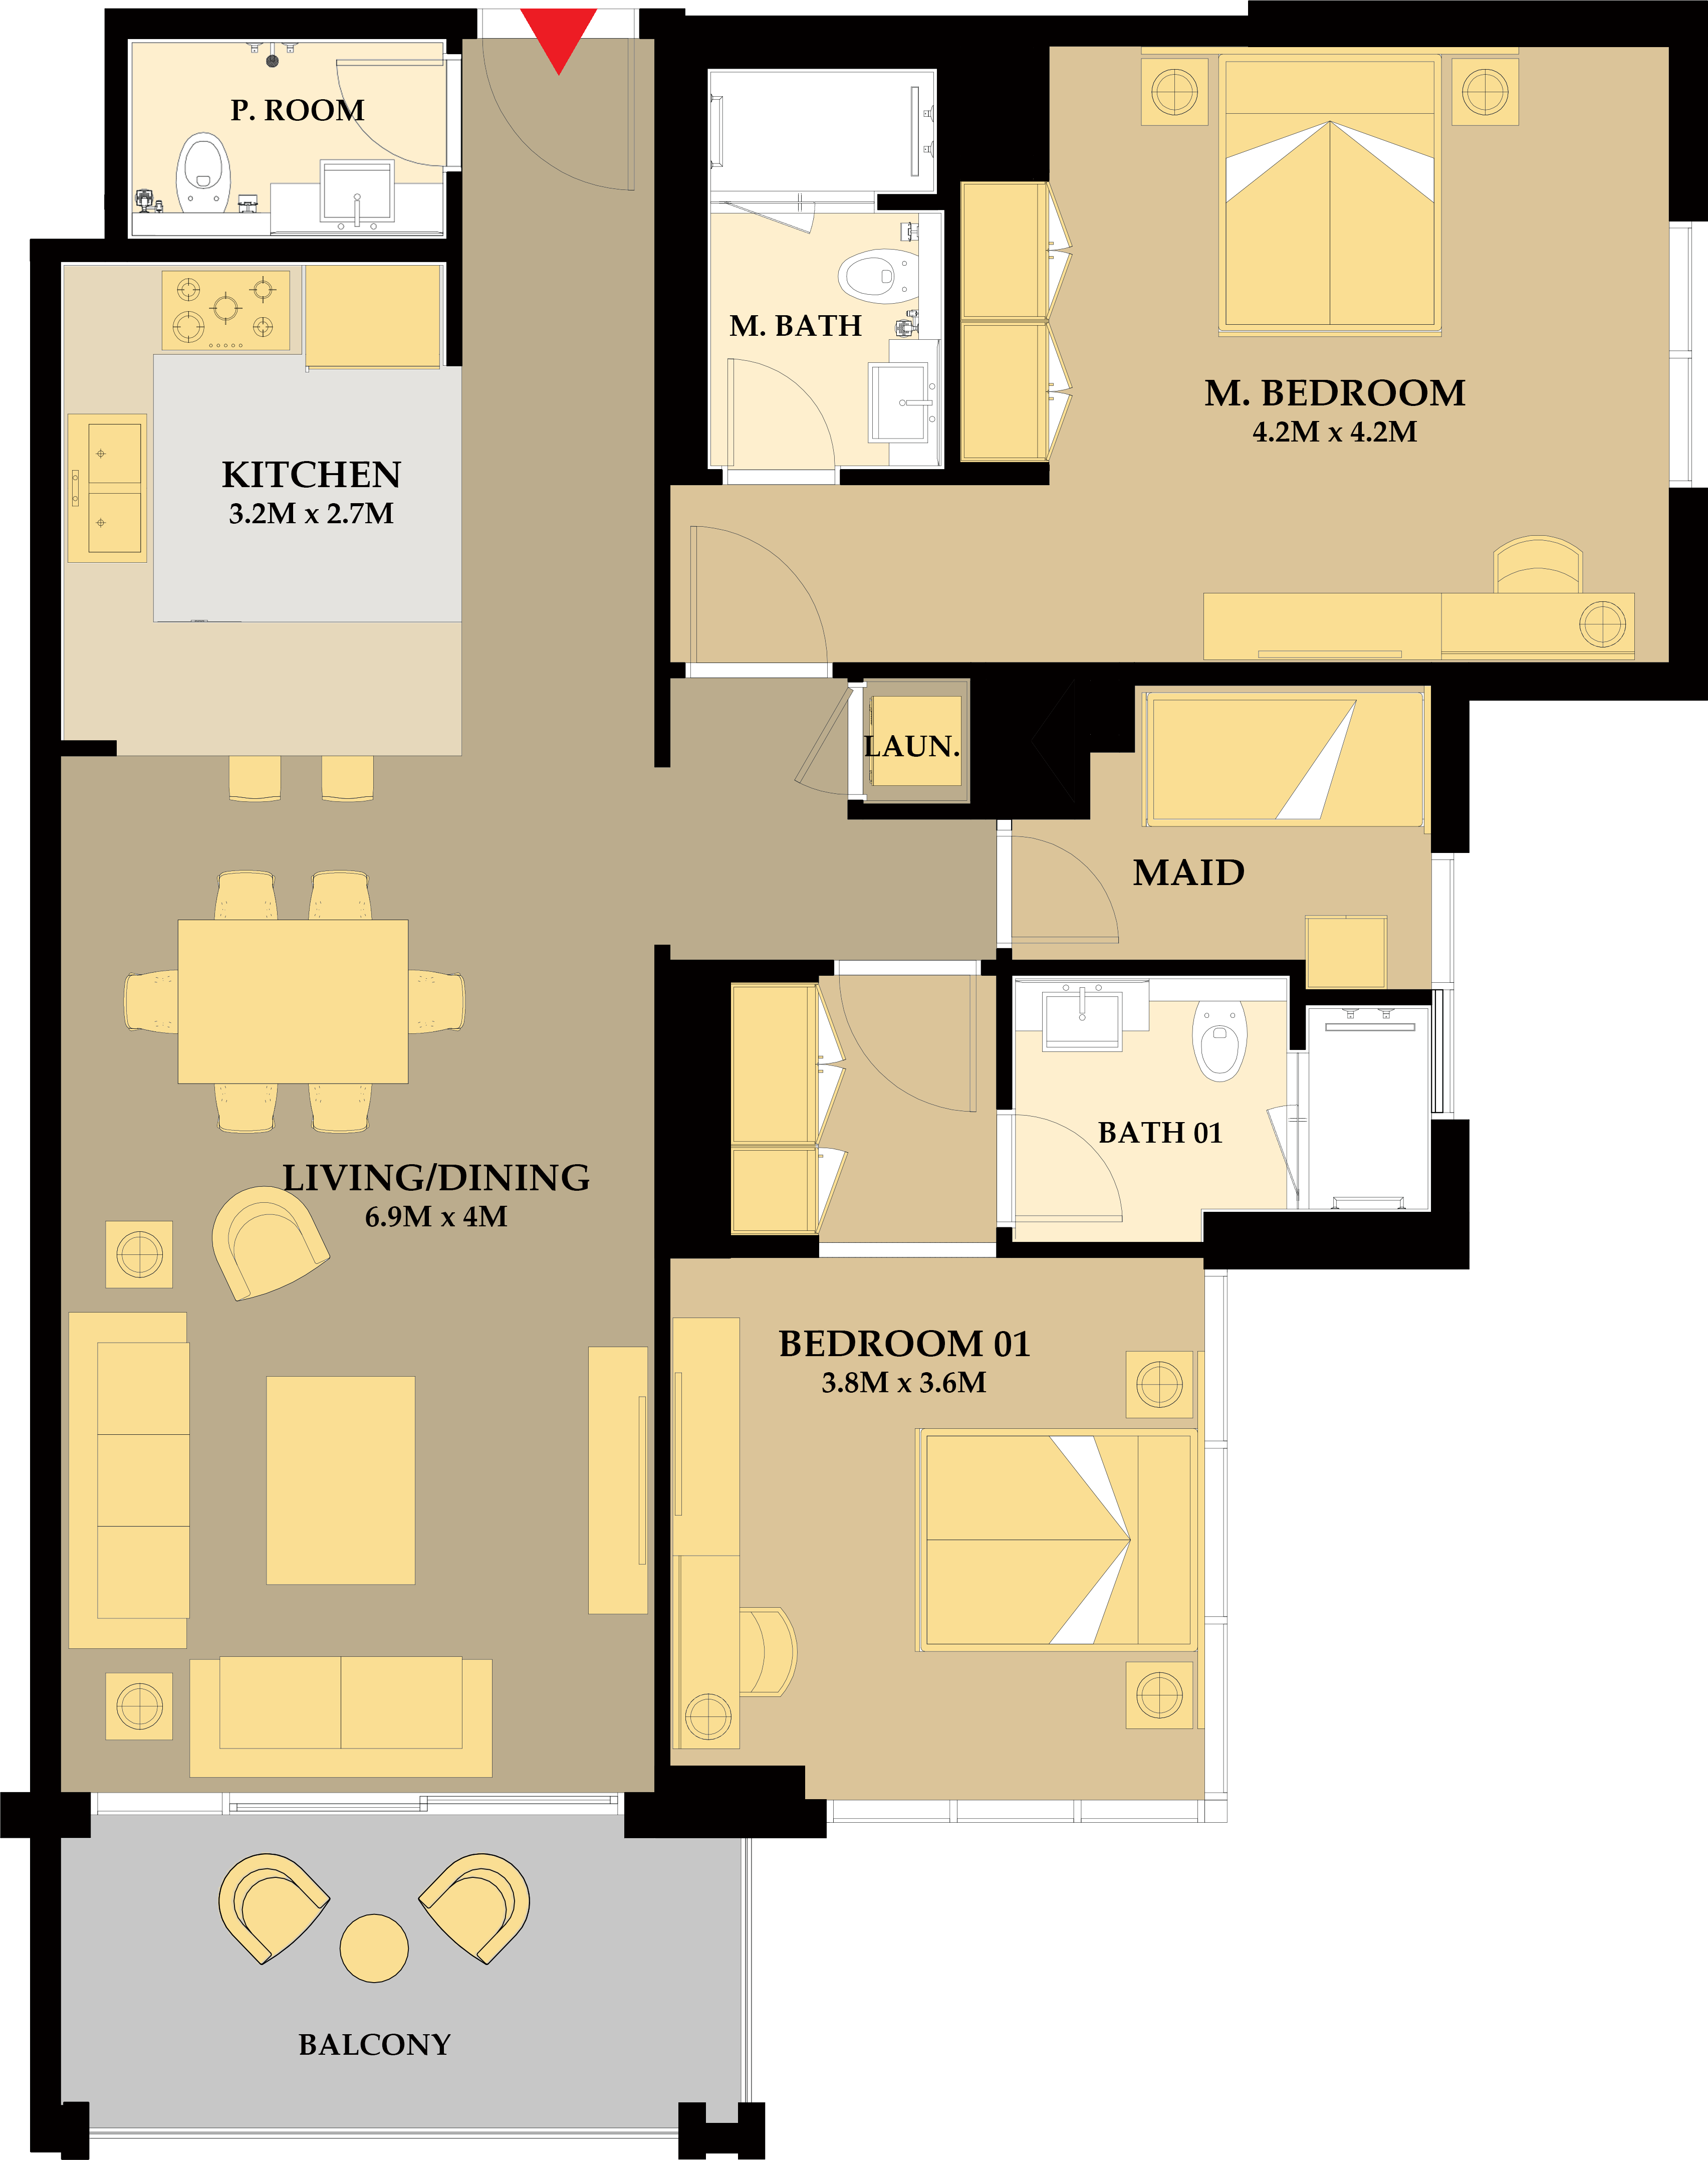 P. ROOM
M. BATH
M. BEDROOM
4.2M x 4.2M
KITCHEN
3.2M x 2.7M
LAUN.
MAID
BATH 01
LIVING/DINING
6.9M x 4M
BEDROOM 01
3.8M x 3.6M
BALCONY